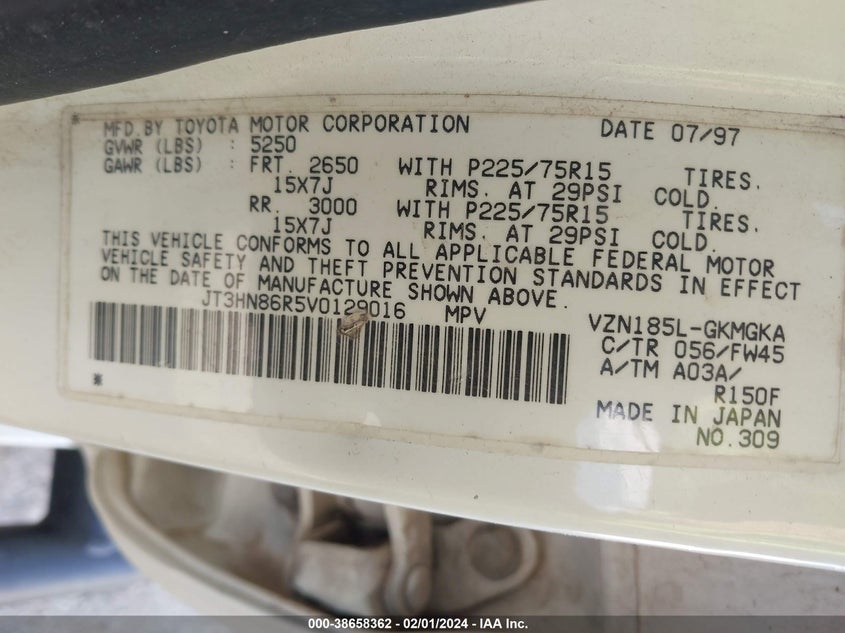 MFD.BY TOYOTA MOTOR CORPORATION DATE 07/97
GVWR (LBS) : 5250
GAWR (LBS) : FRT. 2650 WITH P225/75R15 TIRES.
15X7J RIMS. AT 29PSI COLD.
RR. 3000 WITH P225/75R15 TIRES.
15X7J RIMS. AT 29PSI COLD.
THIS VEHICLE CONFORMS TO ALL APPLICABLE FEDERAL MOTOR
VEHICLE SAFETY AND THEFT PREVENTION STANDARDS IN EFFECT
ON THE DATE OF MANUFACTURE SHOWN ABOVE.
JT3HN86R5V0129016 MPV
VZN185L-GKMGKA
C/TR 056/FW45
A/TM A03A/
R150F
MADE IN JAPAN
NO.309
000-38658362 - 02/01/2024 - IAA Inc.